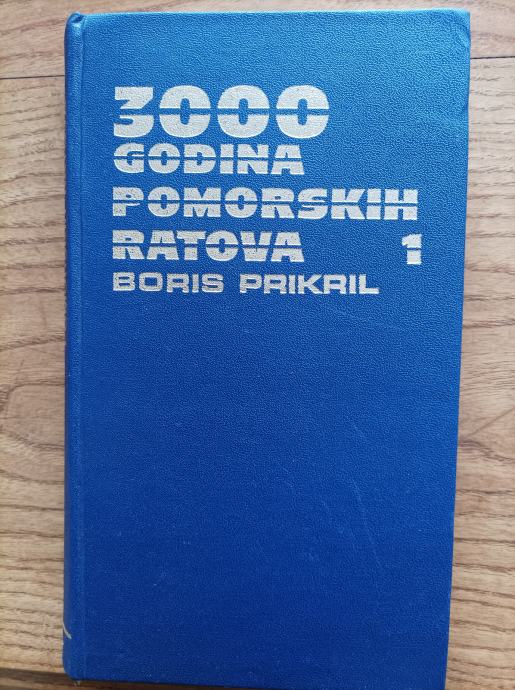 3000
GODINA
POMORSKIH
RATOVA 1
BORIS PRIKRIL